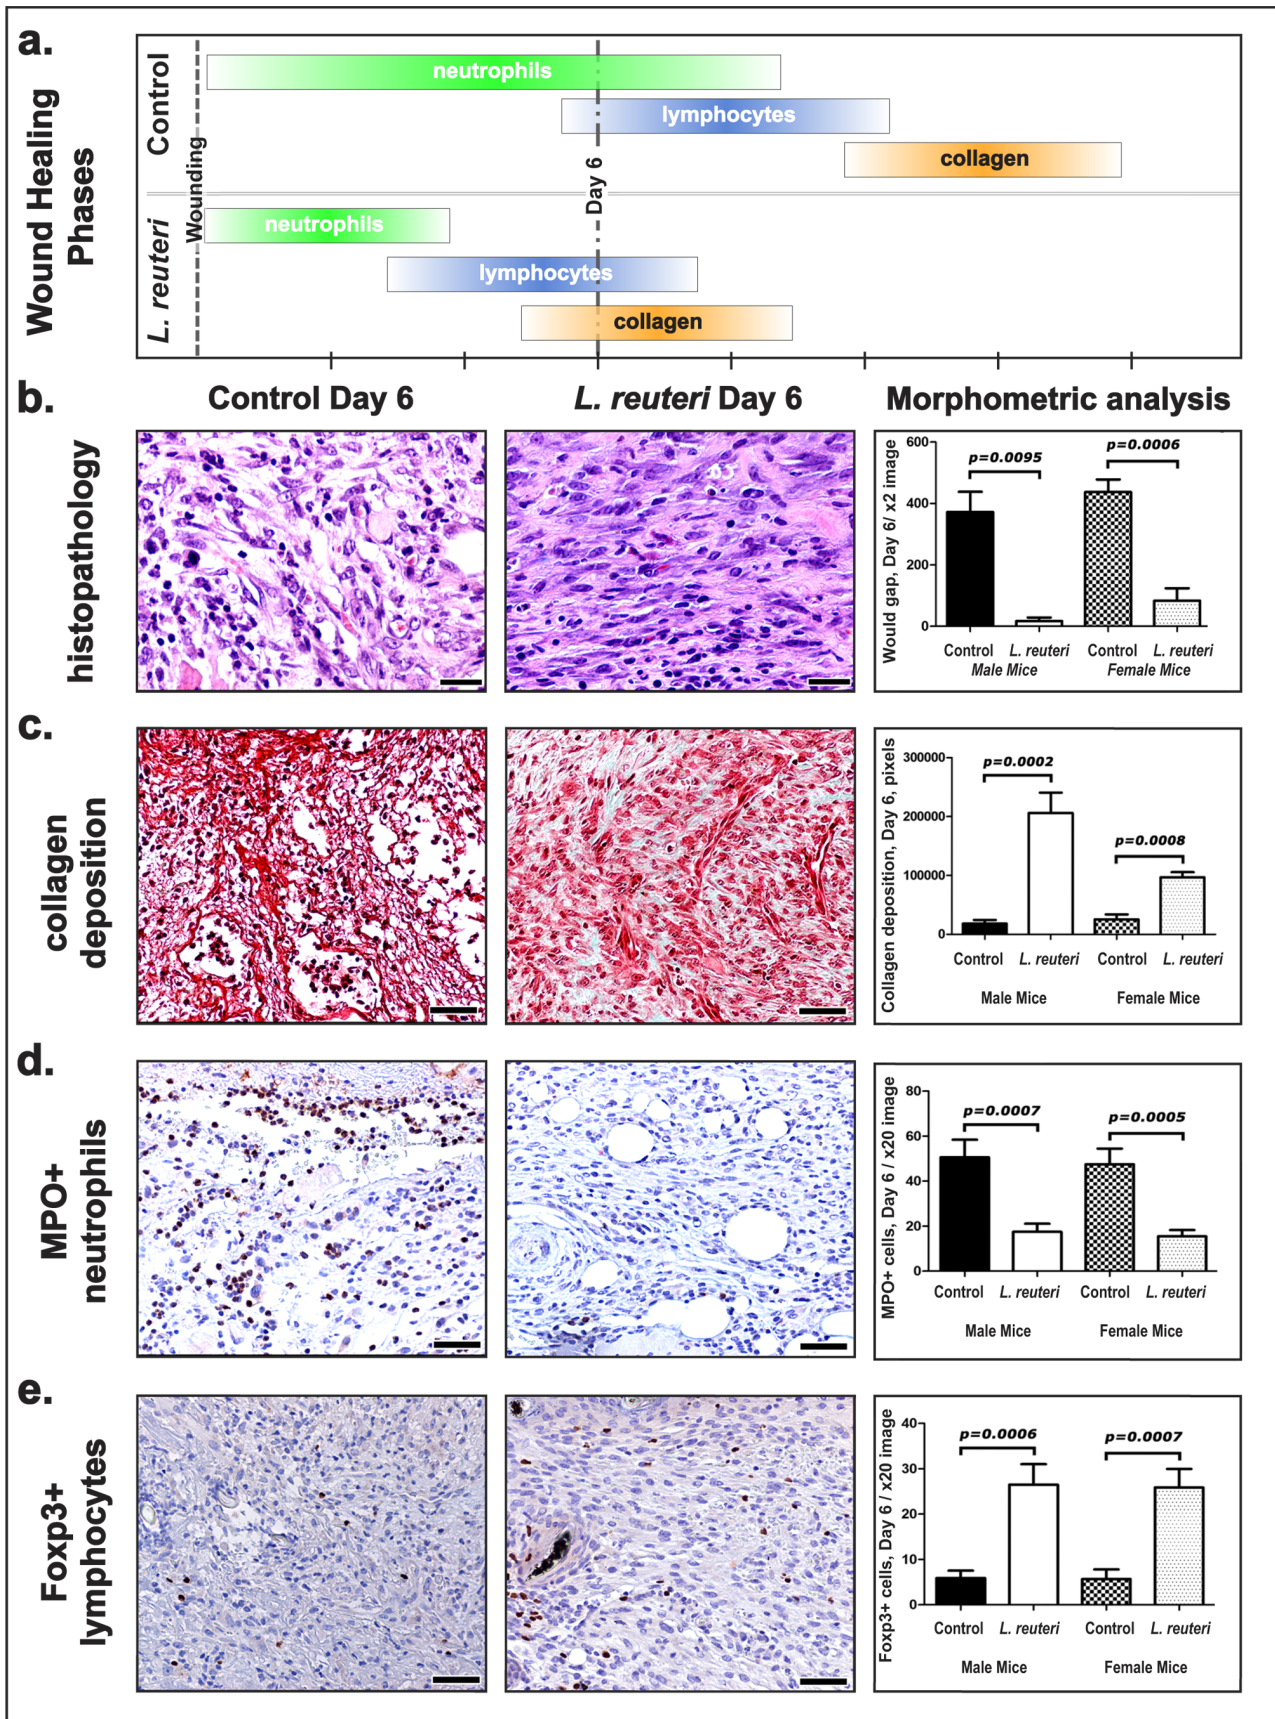 a.
Wound Healing
Phases
Control
L. reuteri
Wounding
Day 6
neutrophils
lymphocytes
collagen
neutrophils
lymphocytes
collagen
b.
Control Day 6
L. reuteri Day 6
Morphometric analysis
histopathology
Would gap, Day 6/ x2 image
600
400
200
0
p=0.0095
p=0.0006
Control L. reuteri Control L. reuteri
Male Mice Female Mice
c.
collagen
deposition
Collagen deposition, Day 6, pixels
300000
200000
100000
0
p=0.0002
p=0.0008
Control L. reuteri Control L. reuteri
Male Mice Female Mice
d.
MPO+
neutrophils
MPO+ cells, Day 6 / x20 image
80
60
40
20
0
p=0.0007
p=0.0005
Control L. reuteri Control L. reuteri
Male Mice Female Mice
e.
Foxp3+
lymphocytes
Foxp3+ cells, Day 6 / x20 image
40
30
20
10
0
p=0.0006
p=0.0007
Control L. reuteri Control L. reuteri
Male Mice Female Mice